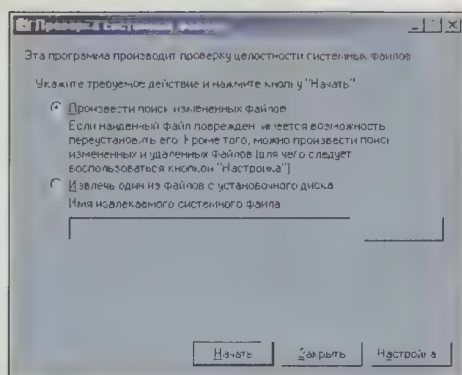 Проверка системных файлов
Эта программа производит проверку целостности системных файлов
Укажите требуемое действие и нажмите кнопку "Начать"
Произвести поиск измененных файлов
Если найденный файл поврежден имеется возможность
переустановить его. Кроме того, можно произвести поиск
измененных и удаленных файлов (для чего следует
воспользоваться кнопкой "Настройка")
Извлечь один из файлов с установочного диска
Имя извлекаемого системного файла
Начать Закрыть Настройка